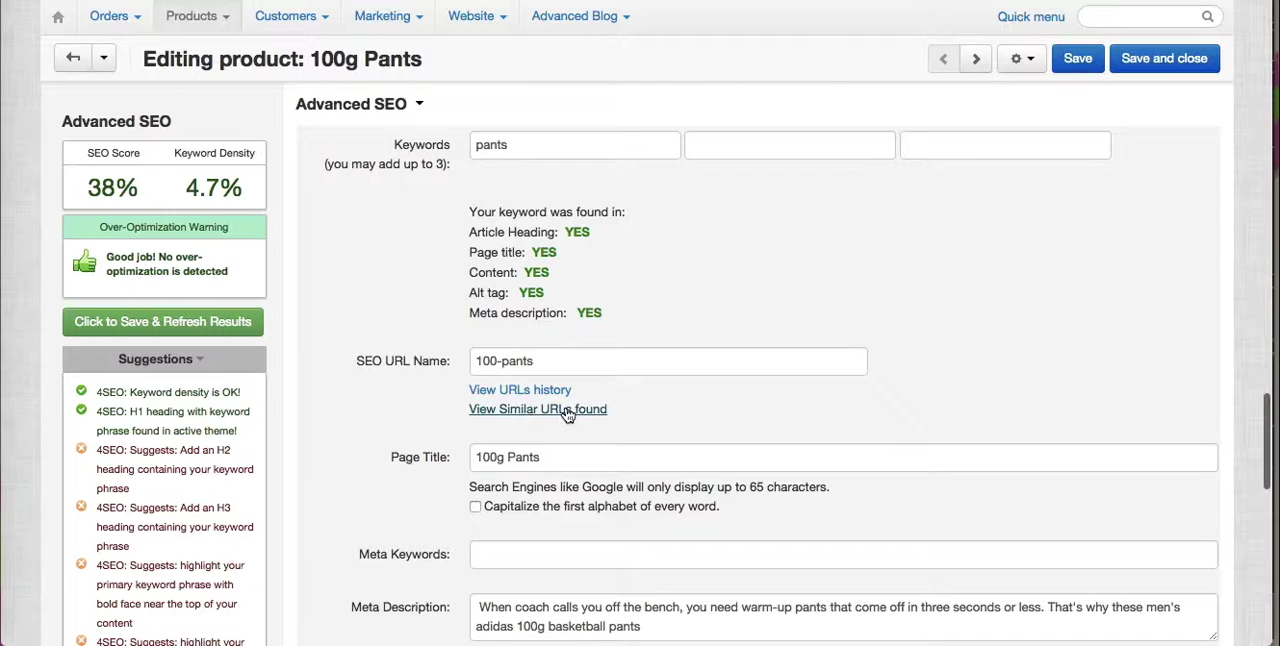 Orders Products Customers Marketing Website Advanced Blog Quick menu
Editing product: 100g Pants Save Save and close
Advanced SEO
SEO Score Keyword Density
38% 4.7%
Over-Optimization Warning
Good job! No over-
optimization is detected
Click to Save & Refresh Results
Suggestions
4SEO: Keyword density is OK!
4SEO: H1 heading with keyword
phrase found in active theme!
4SEO: Suggests: Add an H2
heading containing your keyword
phrase
4SEO: Suggests: Add an H3
heading containing your keyword
phrase
4SEO: Suggests: highlight your
primary keyword phrase with
bold face near the top of your
content
4SEO: Suggests: highlight your
Advanced SEO
Keywords pants
(you may add up to 3):
Your keyword was found in:
Article Heading: YES
Page title: YES
Content: YES
Alt tag: YES
Meta description: YES
SEO URL Name: 100-pants
View URLs history
View Similar URLs found
Page Title: 100g Pants
Search Engines like Google will only display up to 65 characters.
Capitalize the first alphabet of every word.
Meta Keywords:
Meta Description: When coach calls you off the bench, you need warm-up pants that come off in three seconds or less. That's why these men's
adidas 100g basketball pants